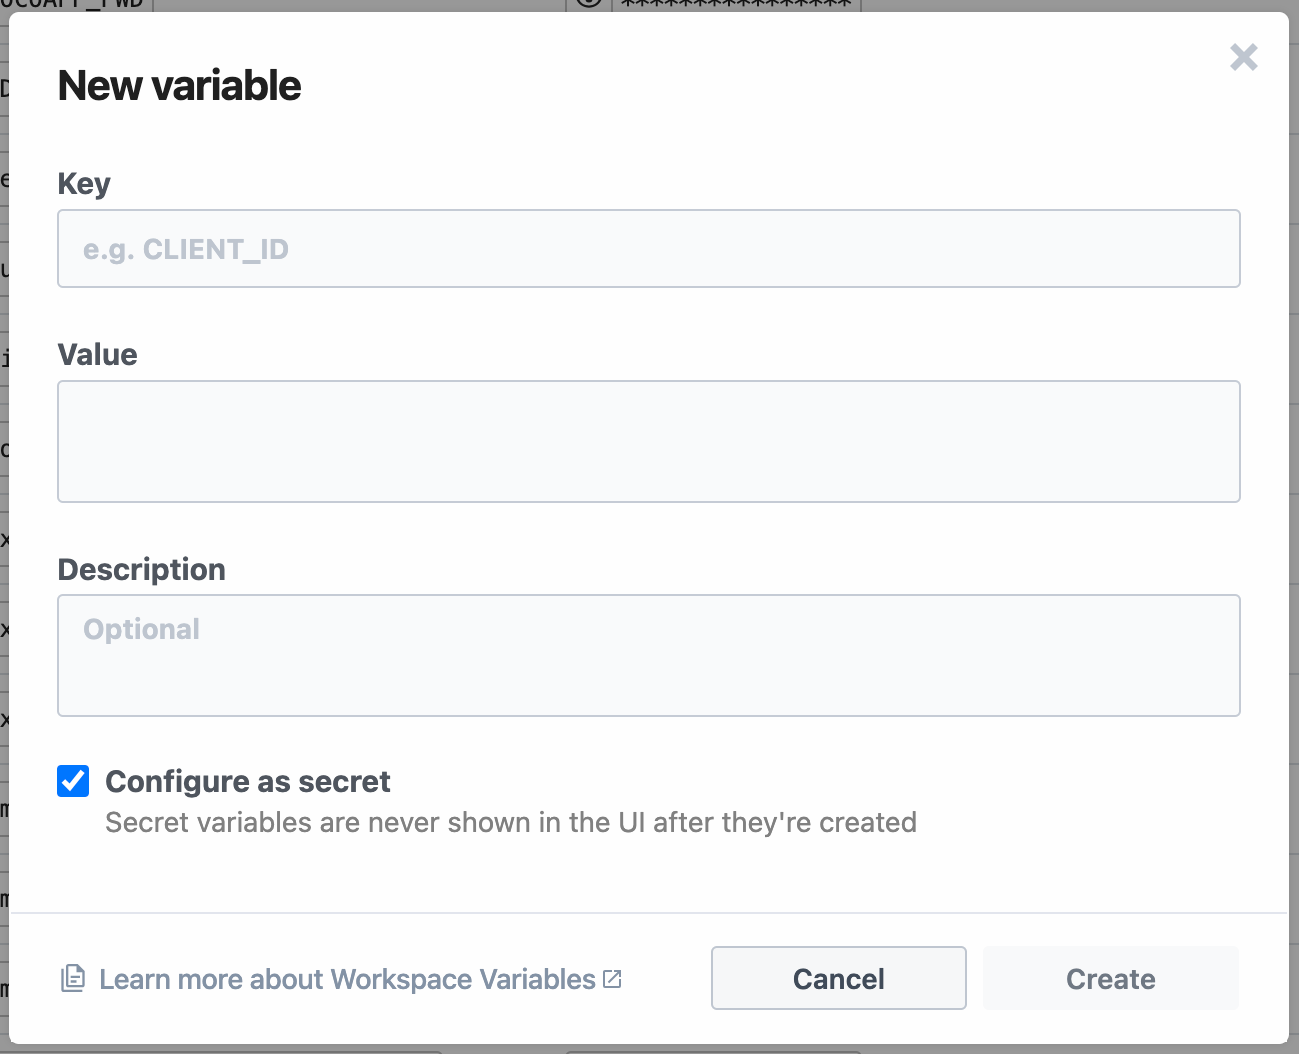 ****************
New variable
Key
e.g. CLIENT_ID
Value
Description
Optional
Configure as secret
Secret variables are never shown in the UI after they're created
Learn more about Workspace Variables
Cancel
Create